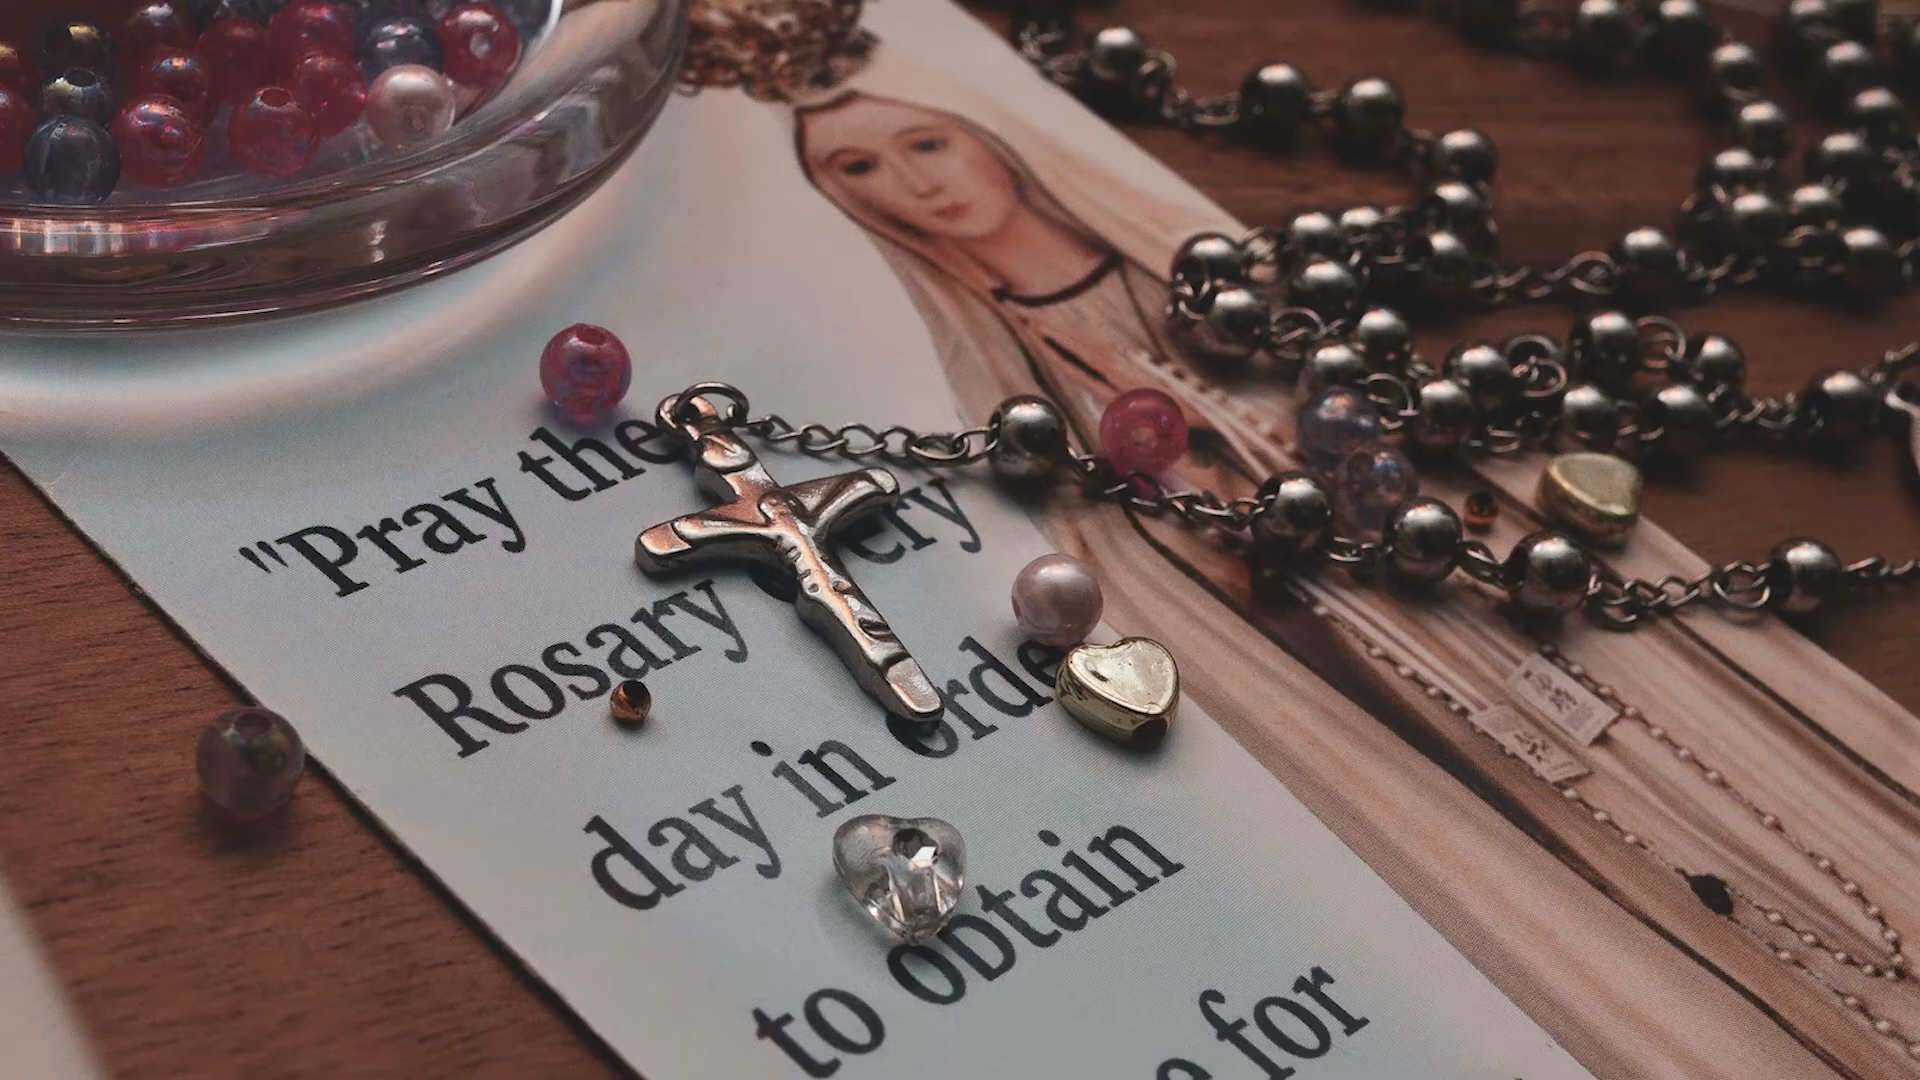 "Pray the
Rosary
day in
to obtain
for